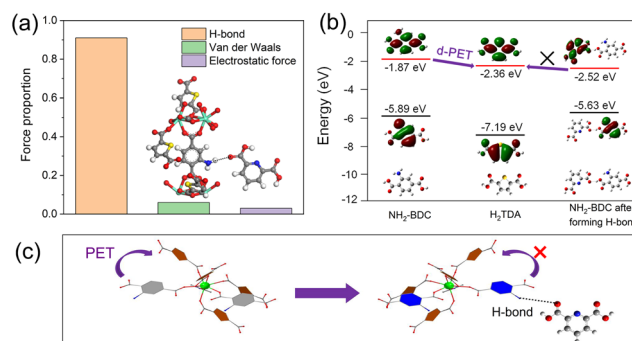 (a)
H-bond
Van der Waals
Electrostatic force
Force proportion
1.0
0.8
0.6
0.4
0.2
0.0
(b)
Energy (eV)
0
-2
-4
-6
-8
-10
-12
d-PET
-1.87 eV
-2.36 eV
-2.52 eV
-5.89 eV
-7.19 eV
-5.63 eV
NH₂-BDC
H₂TDA
NH₂-BDC after
forming H-bond
(c)
PET
H-bond